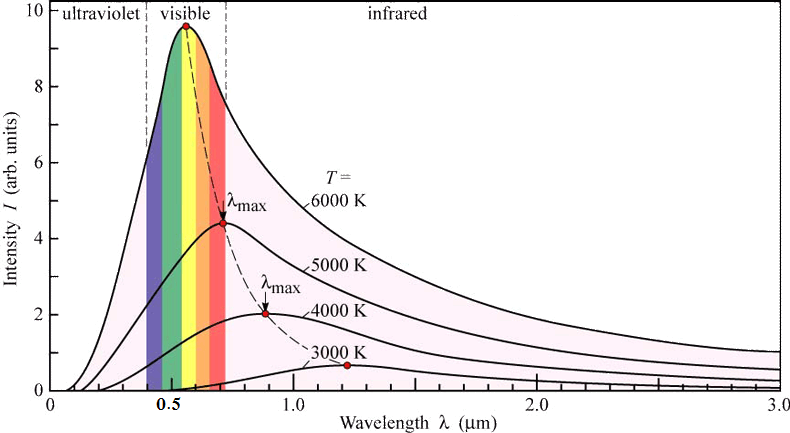 ultraviolet visible infrared
10
8
6
4
2
0
Intensity I (arb. units)
T =
6000 K
λmax
5000 K
λmax
4000 K
3000 K
0 0.5 1.0 2.0 3.0
Wavelength λ (μm)